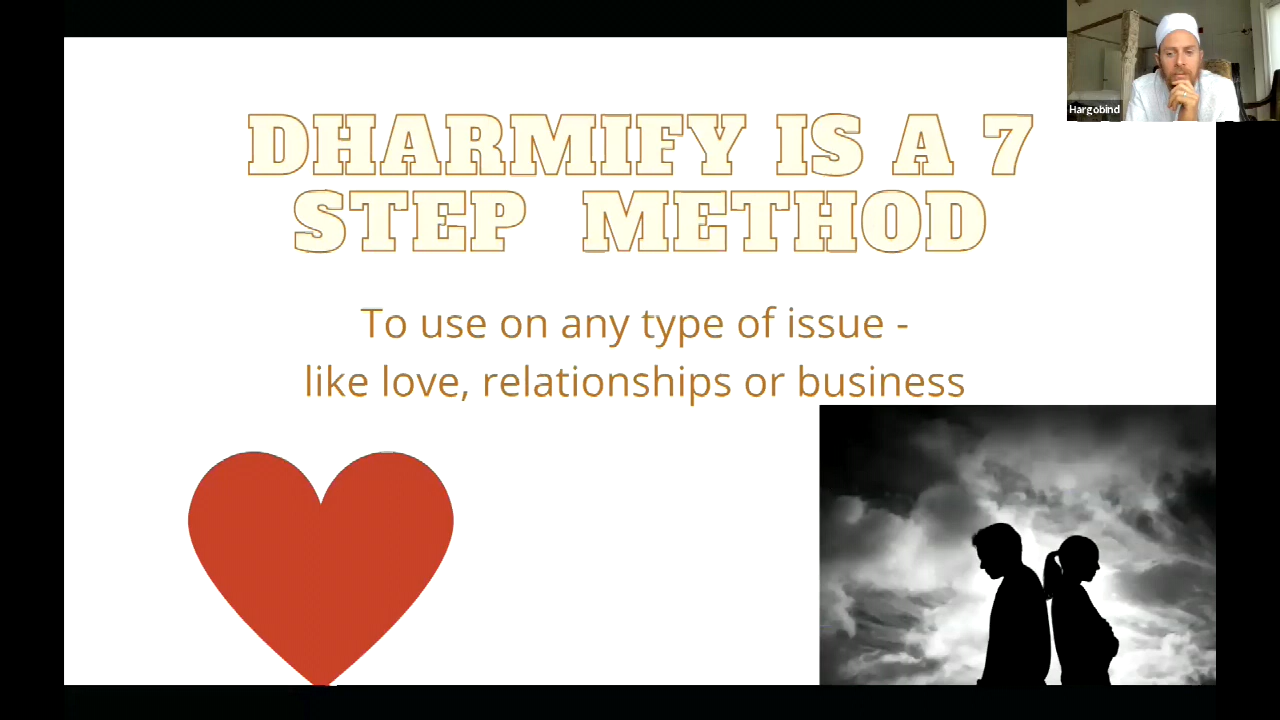 DHARMIFY IS A 7
STEP METHOD
To use on any type of issue -
like love, relationships or business
Hargobind